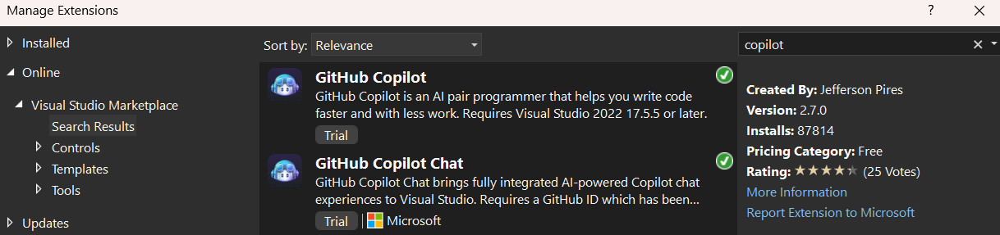 Manage Extensions
?
Installed
Online
Visual Studio Marketplace
Search Results
Controls
Templates
Tools
Updates
Sort by: Relevance
GitHub Copilot
GitHub Copilot is an AI pair programmer that helps you write code
faster and with less work. Requires Visual Studio 2022 17.5.5 or later.
Trial
GitHub Copilot Chat
GitHub Copilot Chat brings fully integrated AI-powered Copilot chat
experiences to Visual Studio. Requires a GitHub ID which has been...
Trial | Microsoft
copilot
Created By: Jefferson Pires
Version: 2.7.0
Installs: 87814
Pricing Category: Free
Rating: (25 Votes)
More Information
Report Extension to Microsoft